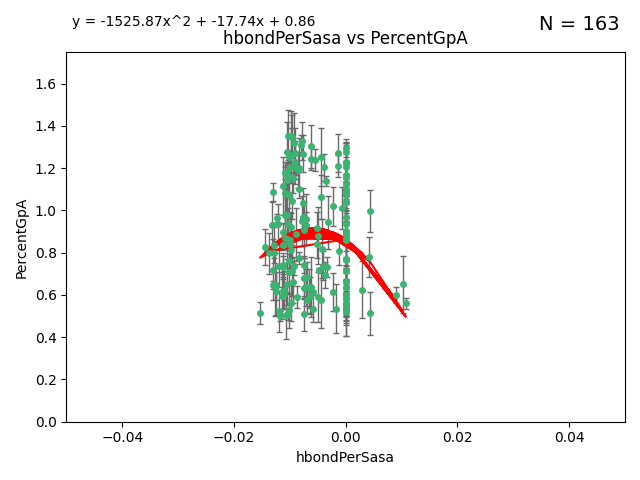 y = -1525.87x^2 + -17.74x + 0.86
N = 163
hbondPerSasa vs PercentGpA
1.6
1.4
1.2
1.0
0.8
0.6
0.4
0.2
0.0
PercentGpA
−0.04
−0.02
0.00
0.02
0.04
hbondPerSasa